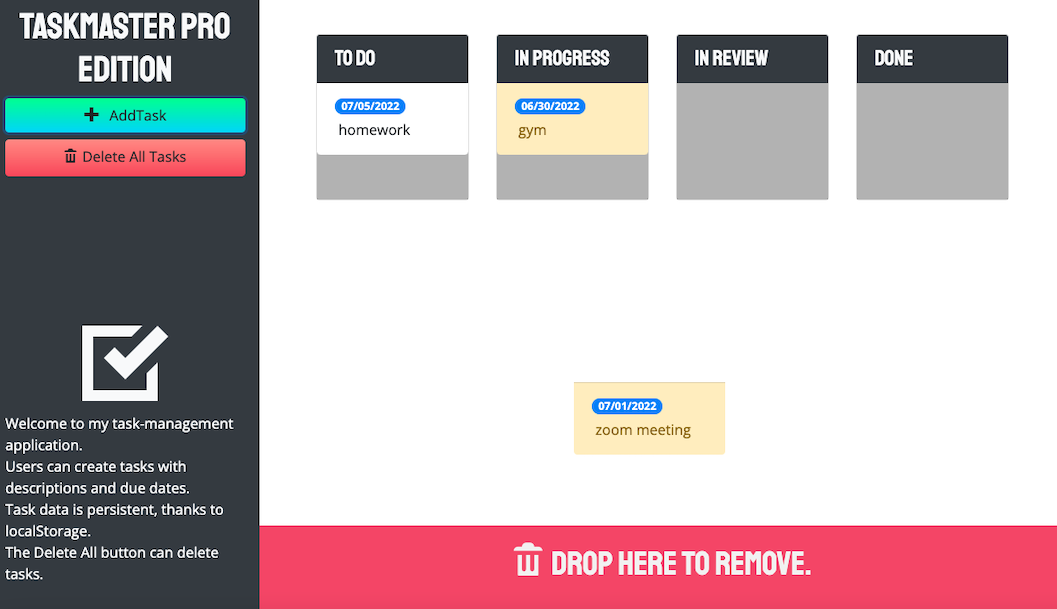 TASKMASTER PRO
EDITION
AddTask
Delete All Tasks
Welcome to my task-management
application.
Users can create tasks with
descriptions and due dates.
Task data is persistent, thanks to
localStorage.
The Delete All button can delete
tasks.
TO DO
07/05/2022
homework
IN PROGRESS
06/30/2022
gym
IN REVIEW
DONE
07/01/2022
zoom meeting
DROP HERE TO REMOVE.